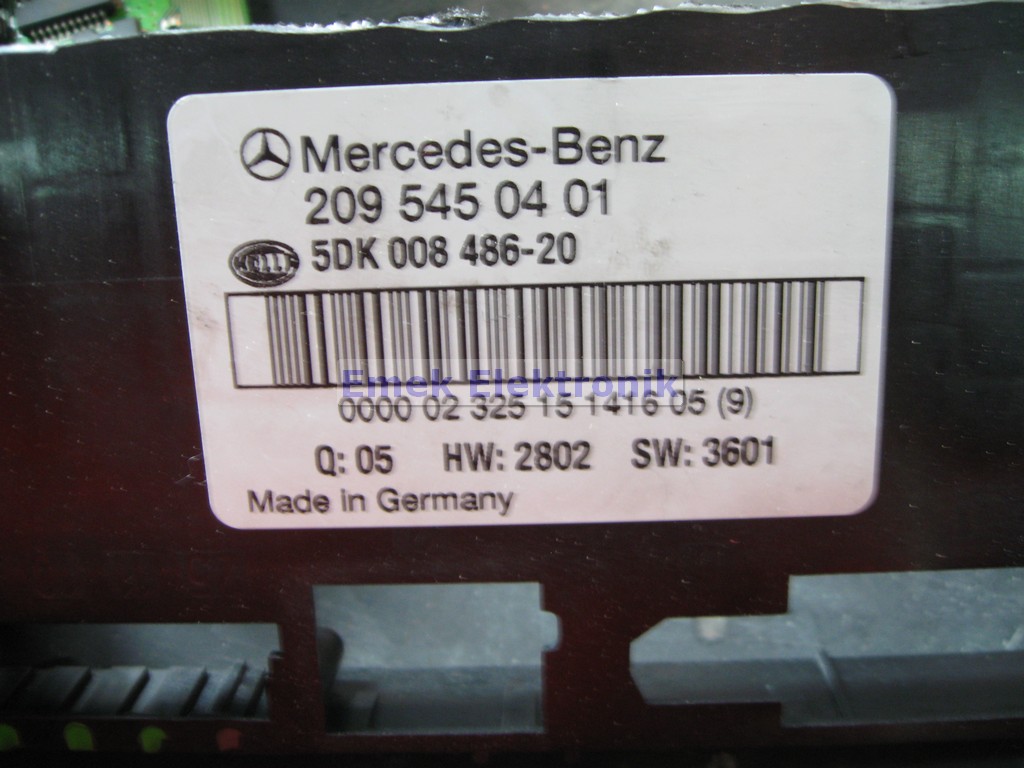 Mercedes-Benz
209 545 04 01
HELLA 5DK 008 486-20
Emek Elektronik
0000 02 325 15 1416 05 (9)
Q: 05 HW: 2802 SW: 3601
Made in Germany